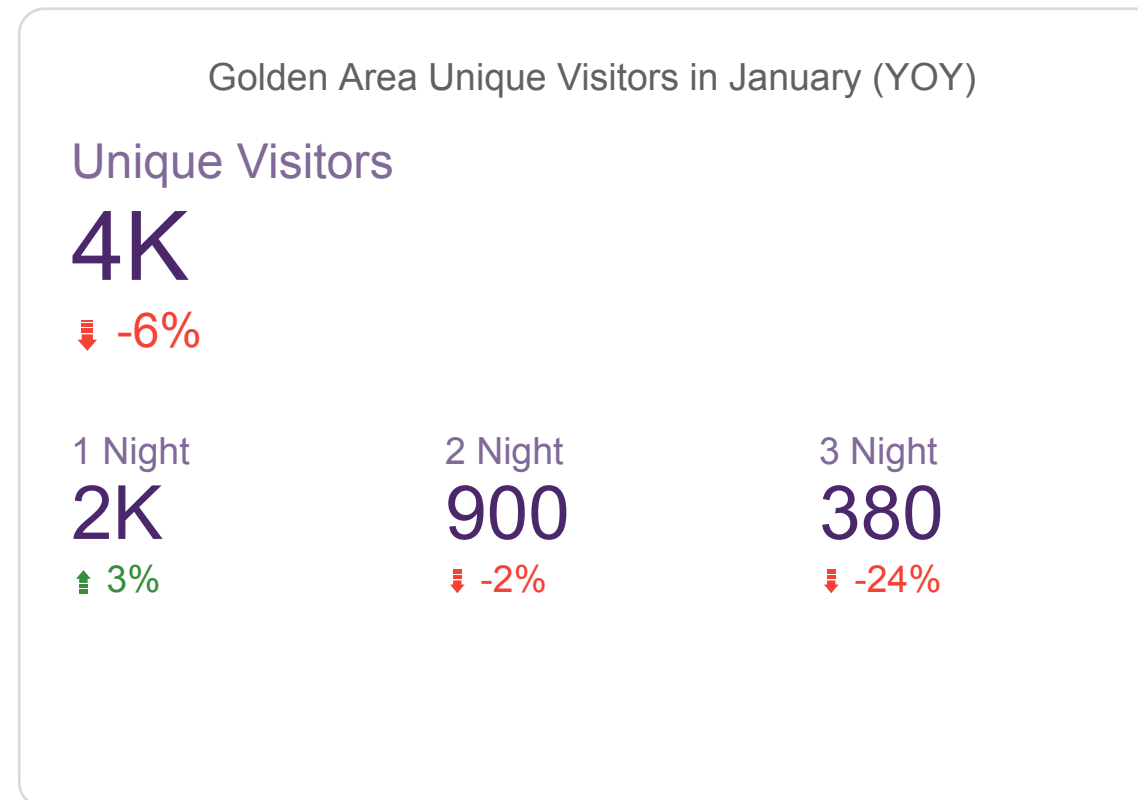 Golden Area Unique Visitors in January (YOY)
Unique Visitors
4K
-6%
1 Night 2 Night 3 Night
2K 900 380
3% -2% -24%